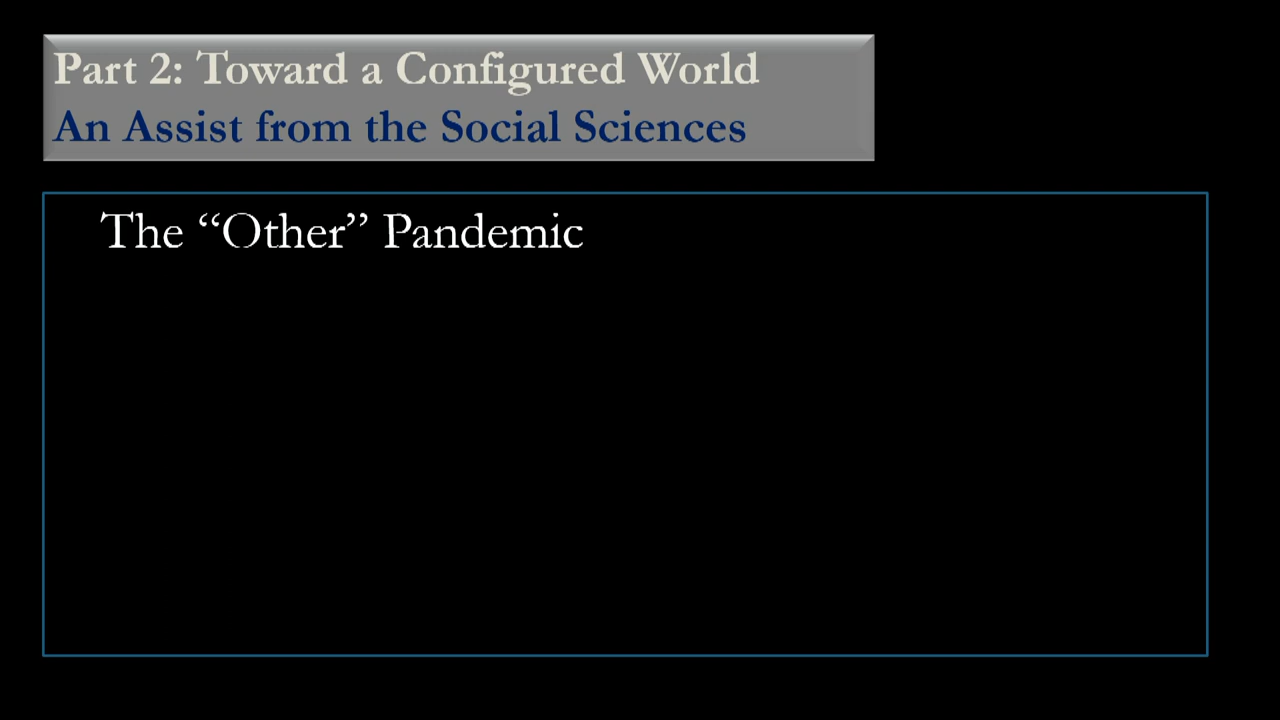 Part 2: Toward a Configured World
An Assist from the Social Sciences
The “Other” Pandemic